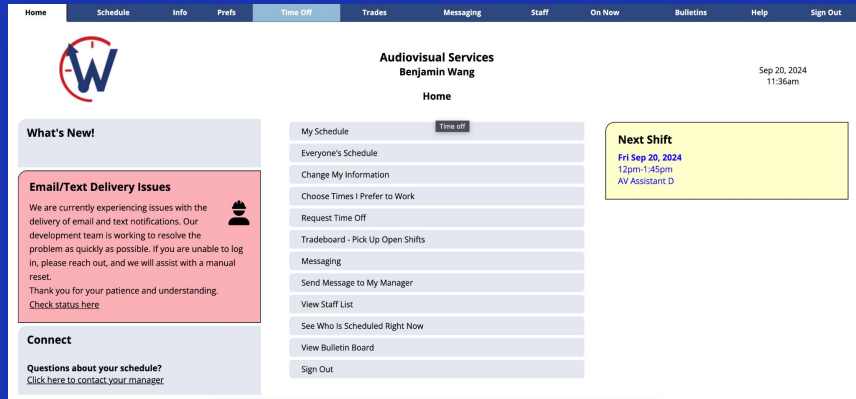 Home Schedule Info Prefs Time Off Trades Messaging Staff On Now Bulletins Help Sign Out
W
Audiovisual Services
Benjamin Wang
Home
Sep 20, 2024
11:36am
What's New!
Email/Text Delivery Issues
We are currently experiencing issues with the
delivery of email and text notifications. Our
development team is working to resolve the
problem as quickly as possible. If you are unable to log
in, please reach out, and we will assist with a manual
reset.
Thank you for your patience and understanding.
Check status here
Connect
Questions about your schedule?
Click here to contact your manager
Time off
My Schedule
Everyone's Schedule
Change My Information
Choose Times I Prefer to Work
Request Time Off
Tradeboard - Pick Up Open Shifts
Messaging
Send Message to My Manager
View Staff List
See Who Is Scheduled Right Now
View Bulletin Board
Sign Out
Next Shift
Fri Sep 20, 2024
12pm-1:45pm
AV Assistant D